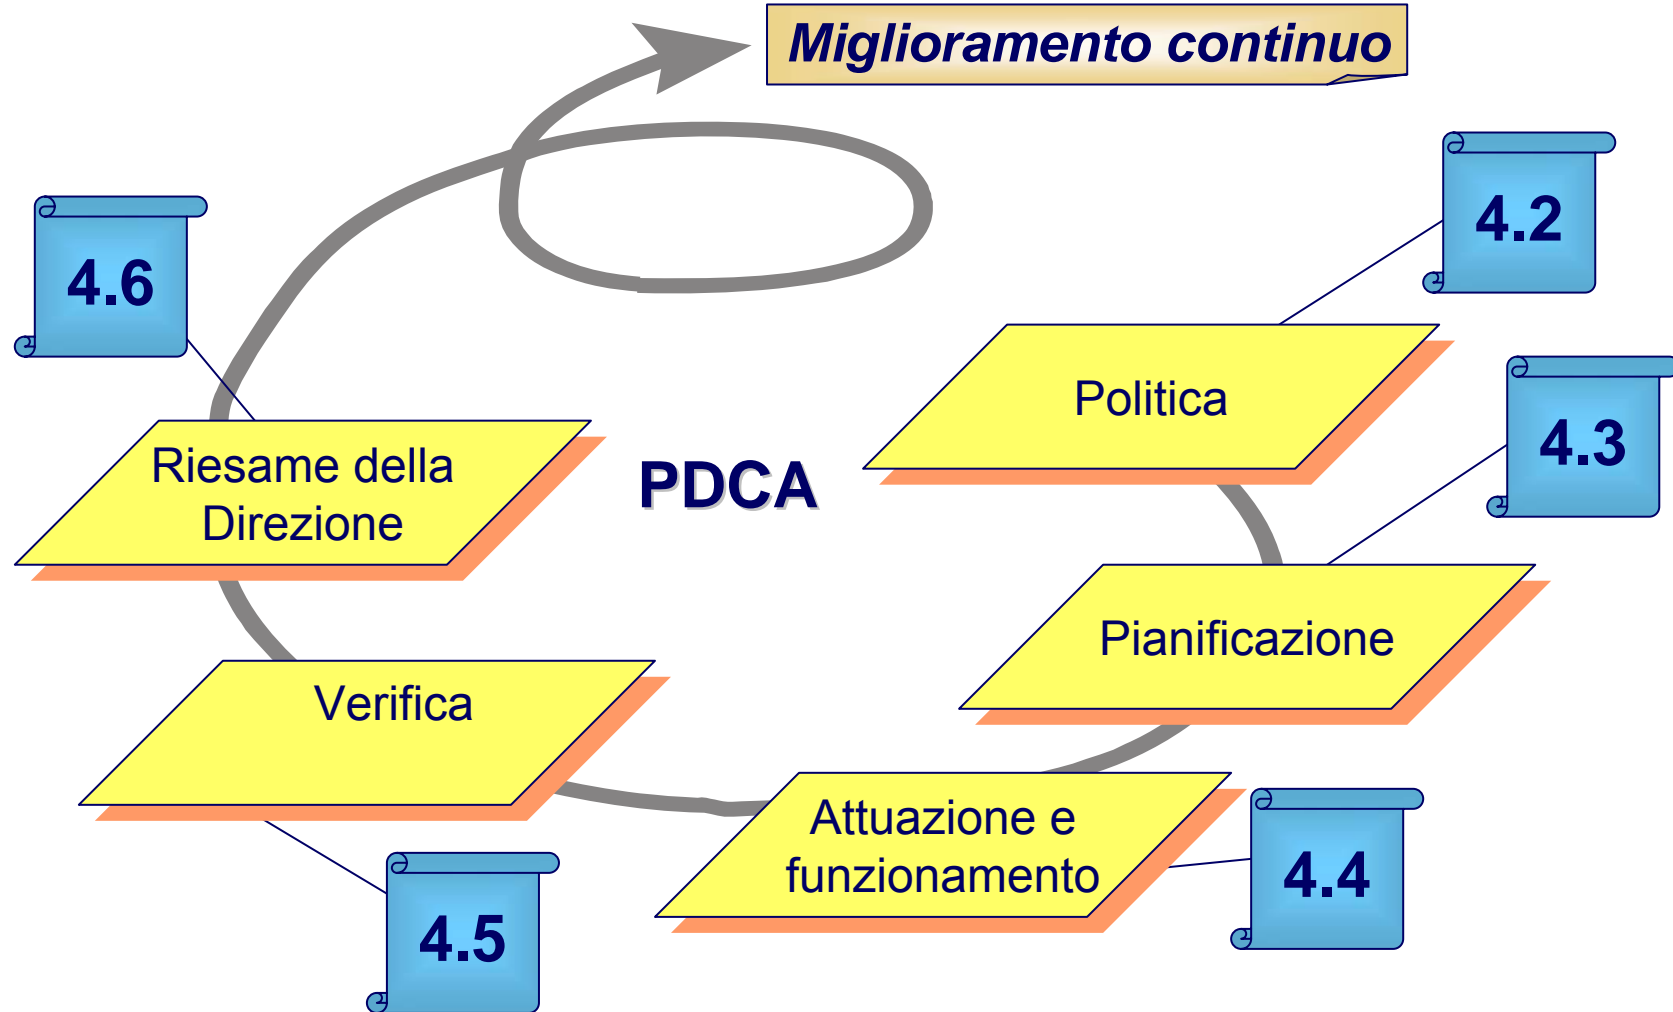 Miglioramento continuo
4.2
4.6
Politica
4.3
Riesame della
Direzione
PDCA
Pianificazione
Verifica
Attuazione e
funzionamento
4.4
4.5